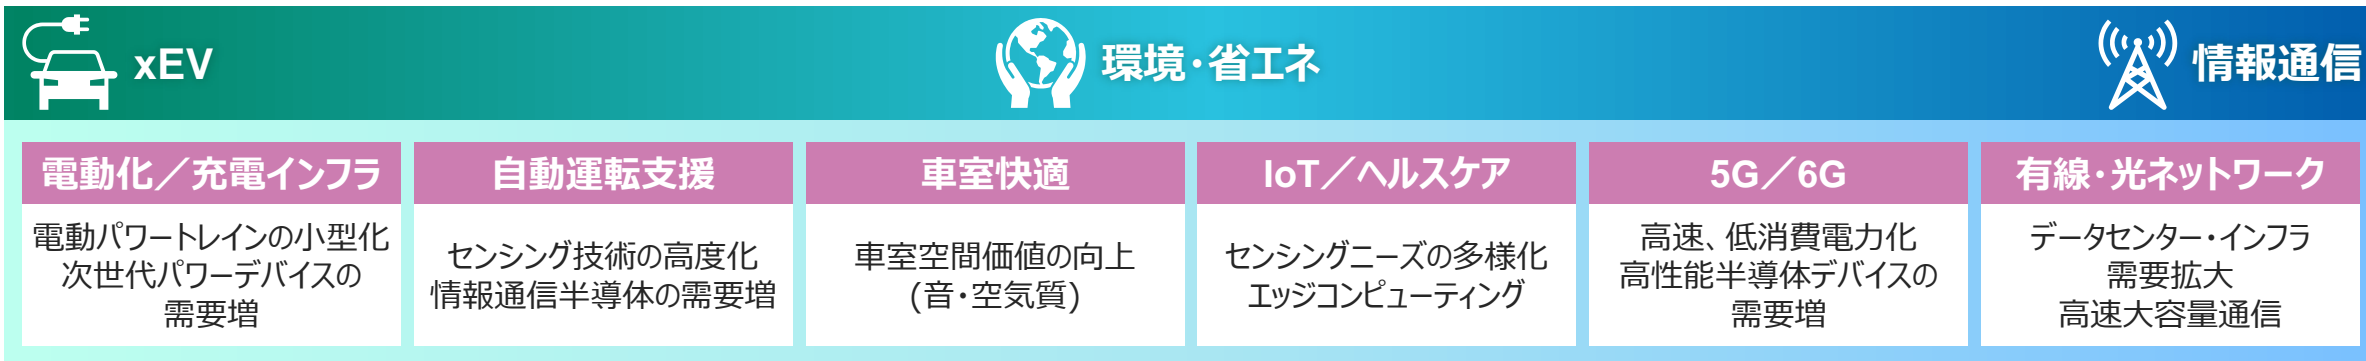 xEV
環境・省エネ
情報通信
電動化／充電インフラ
電動パワートレインの小型化
次世代パワーデバイスの
需要増
自動運転支援
センシング技術の高度化
情報通信半導体の需要増
車室快適
車室空間価値の向上
(音・空気質)
IoT／ヘルスケア
センシングニーズの多様化
エッジコンピューティング
5G／6G
高速、低消費電力化
高性能半導体デバイスの
需要増
有線・光ネットワーク
データセンター・インフラ
需要拡大
高速大容量通信